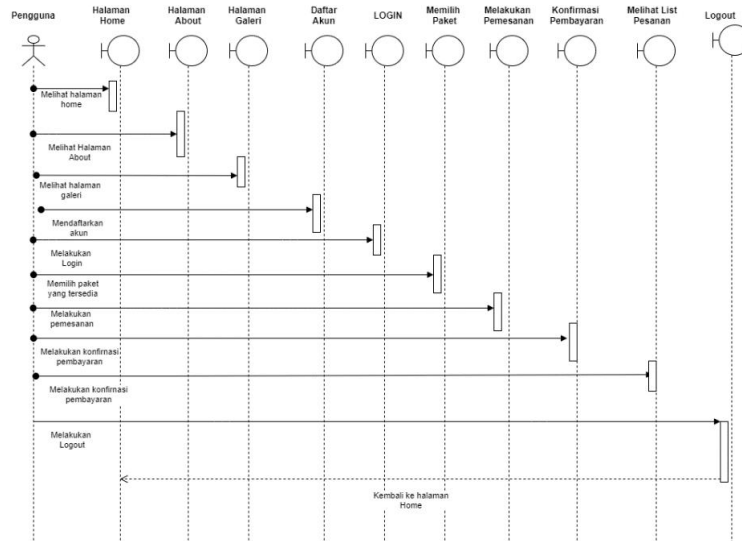 Pengguna
Halaman
Home
Halaman
About
Halaman
Galeri
Daftar
Akun
LOGIN
Memilih
Paket
Melakukan
Pemesanan
Konfirmasi
Pembayaran
Melihat List
Pesanan
Logout
Melihat halaman
home
Melihat Halaman
About
Melihat halaman
galeri
Mendaftarkan
akun
Melakukan
Login
Memilih paket
yang tersedia
Melakukan
pemesanan
Melakukan konfirnasi
pembayaran
Melakukan konfirnasi
pembayaran
Melakukan
Logout
Kembali ke halaman
Home